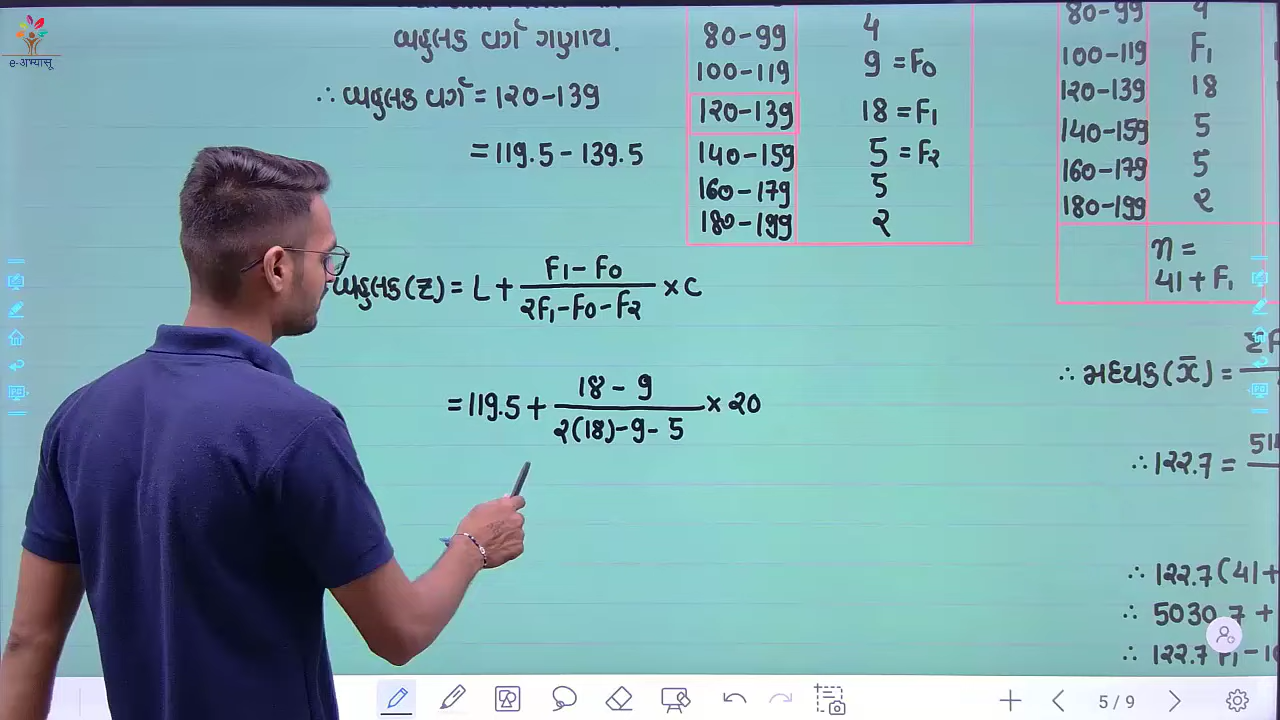 e-अभ्यासू
બહુલક વર્ગ ગણાય.
∴ બહુલક વર્ગ = 120-139
= 119.5 - 139.5
80-99 4
100-119 9 = F0
120-139 18 = F1
140-159 5 = F2
160-179 5
180-199 2
બહુલક (Z) = L + (F1 - F0) / (2F1 - F0 - F2) × C
= 119.5 + (18 - 9) / (2(18) - 9 - 5) × 20
80-99 4
100-119 F1
120-139 18
140-159 5
160-179 5
180-199 2
n =
41 + F1
∴ મધ્યક (x̄) =
∴ 122.7 =
∴ 122.7(41+
∴ 5030.7 +
∴ 122.7 F1 -
5/9